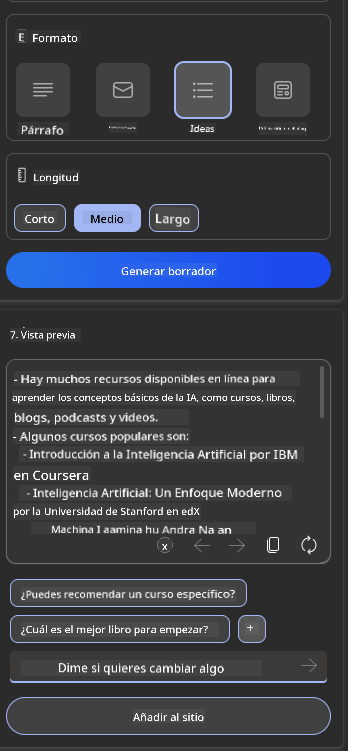 Formato
Párrafo
Ideas
Longitud
Corto Medio Largo
Generar borrador
7. Vista previa
- Hay muchos recursos disponibles en línea para
aprender los conceptos básicos de la IA, como cursos, libros,
blogs, podcasts y videos.
- Algunos cursos populares son:
- Introducción a la Inteligencia Artificial por IBM
en Coursera
- Inteligencia Artificial: Un Enfoque Moderno
por la Universidad de Stanford en edX
x
¿Puedes recomendar un curso específico?
¿Cuál es el mejor libro para empezar? +
Dime si quieres cambiar algo
Añadir al sitio